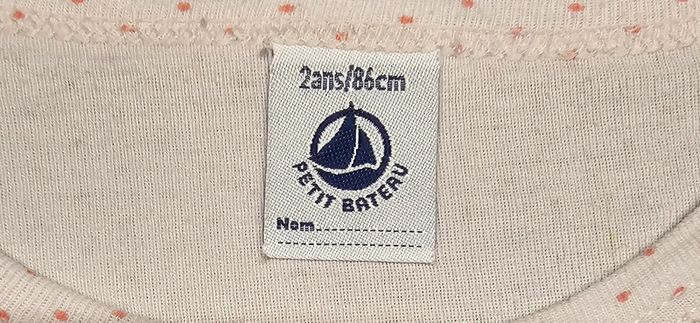 2ans/86cm
PETIT BATEAU
Nom